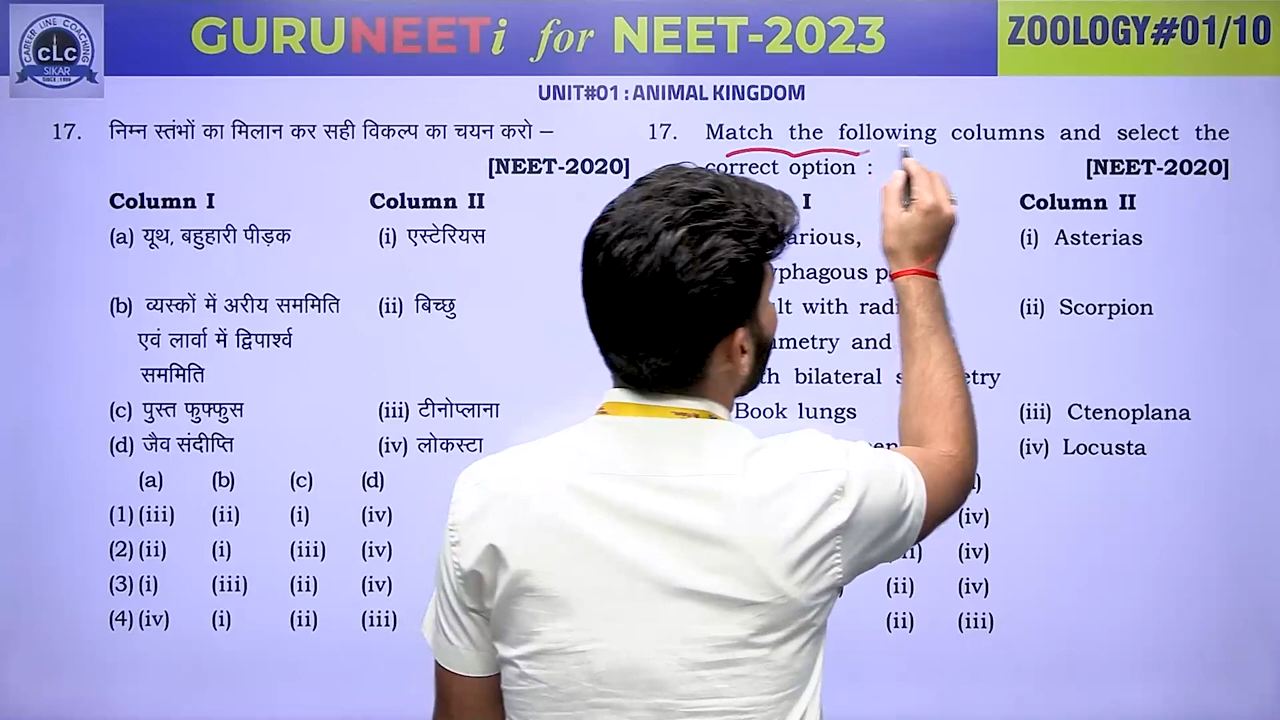 CAREER LINE COACHING
CLC
SIKAR
SINCE : 1996
GURUNEETi for NEET-2023
ZOOLOGY#01/10
UNIT#01 : ANIMAL KINGDOM
17. निम्न स्तंभों का मिलान कर सही विकल्प का चयन करो –
[NEET-2020]
Column I Column II
(a) यूथ, बहुहारी पीड़क (i) एस्टेरियस
(b) व्यस्कों में अरीय सममिति (ii) बिच्छु
एवं लार्वा में द्विपार्श्व
सममिति
(c) पुस्त फुफ्फुस (iii) टीनोप्लाना
(d) जैव संदीप्ति (iv) लोकस्टा
(a) (b) (c) (d)
(1) (iii) (ii) (i) (iv)
(2) (ii) (i) (iii) (iv)
(3) (i) (iii) (ii) (iv)
(4) (iv) (i) (ii) (iii)
17. Match the following columns and select the
correct option : [NEET-2020]
I Column II
(i) Asterias
(ii) Scorpion
and
bilateral
Book lungs (iii) Ctenoplana
(iv) Locusta
(iv)
(iv)
(ii) (iv)
(ii) (iii)